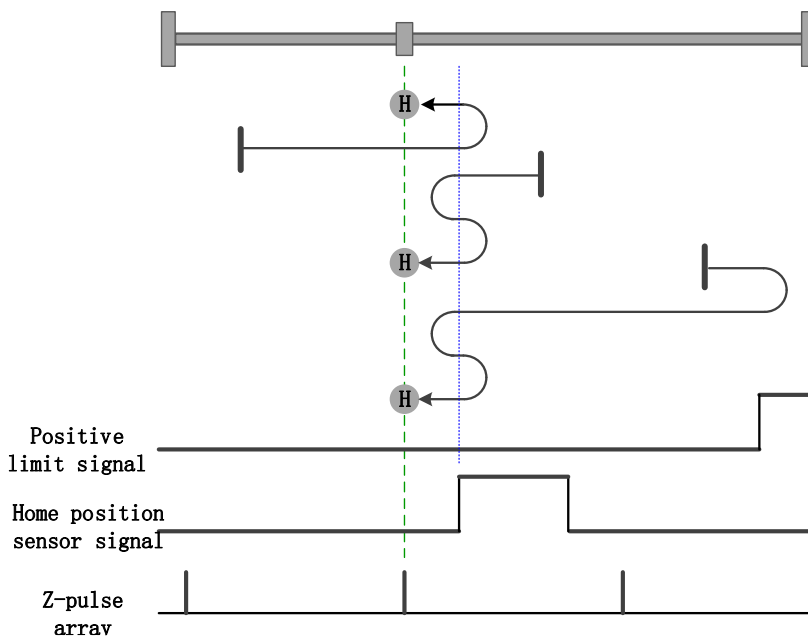 H
H
H
Positive
limit signal
Home position
sensor signal
Z-pulse
array